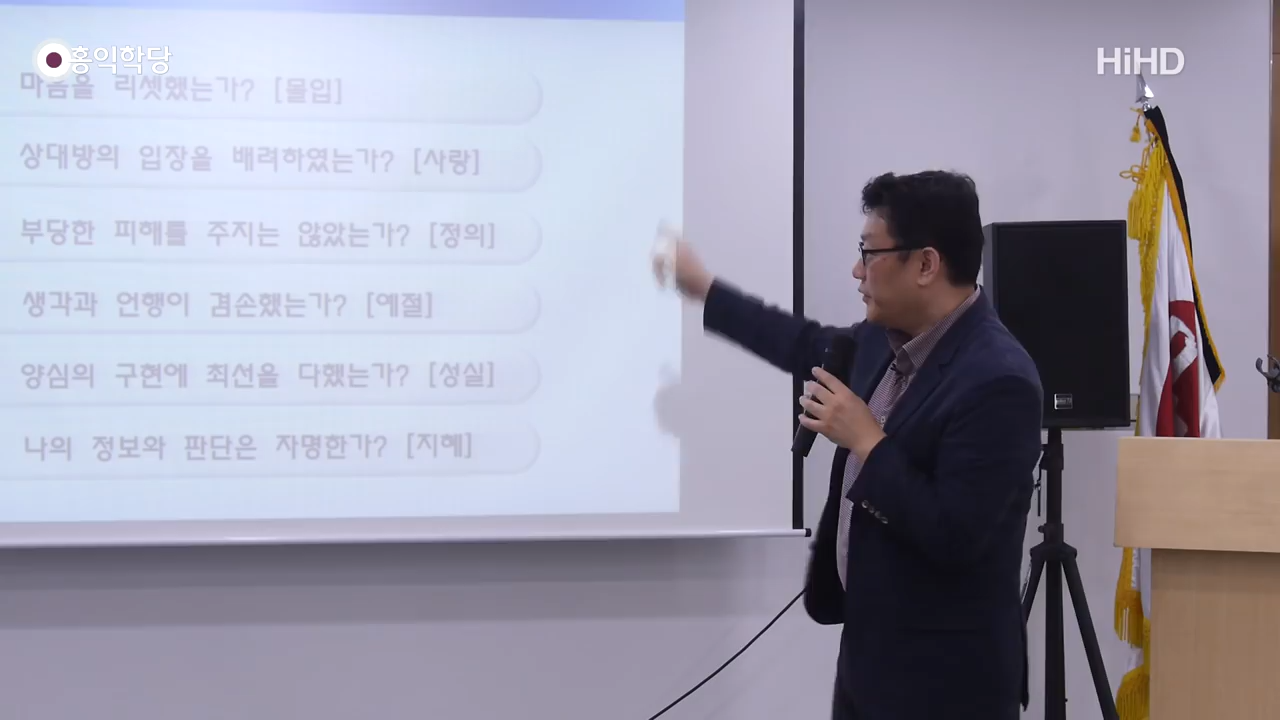 홍익학당
HiHD
마음을 리셋했는가? [몰입]
상대방의 입장을 배려하였는가? [사랑]
부당한 피해를 주지는 않았는가? [정의]
생각과 언행이 겸손했는가? [예절]
양심의 구현에 최선을 다했는가? [성실]
나의 정보와 판단은 자명한가? [지혜]